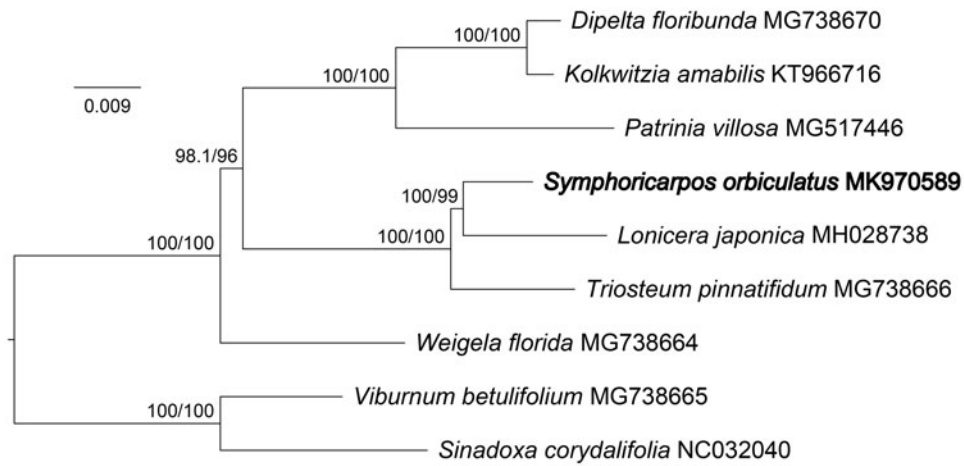 Dipelta floribunda MG738670
100/100
Kolkwitzia amabilis KT966716
100/100
0.009
Patrinia villosa MG517446
98.1/96
Symphoricarpos orbiculatus MK970589
100/99
Lonicera japonica MH028738
100/100
100/100
Triosteum pinnatifidum MG738666
Weigela florida MG738664
Viburnum betulifolium MG738665
100/100
Sinadoxa corydalifolia NC032040